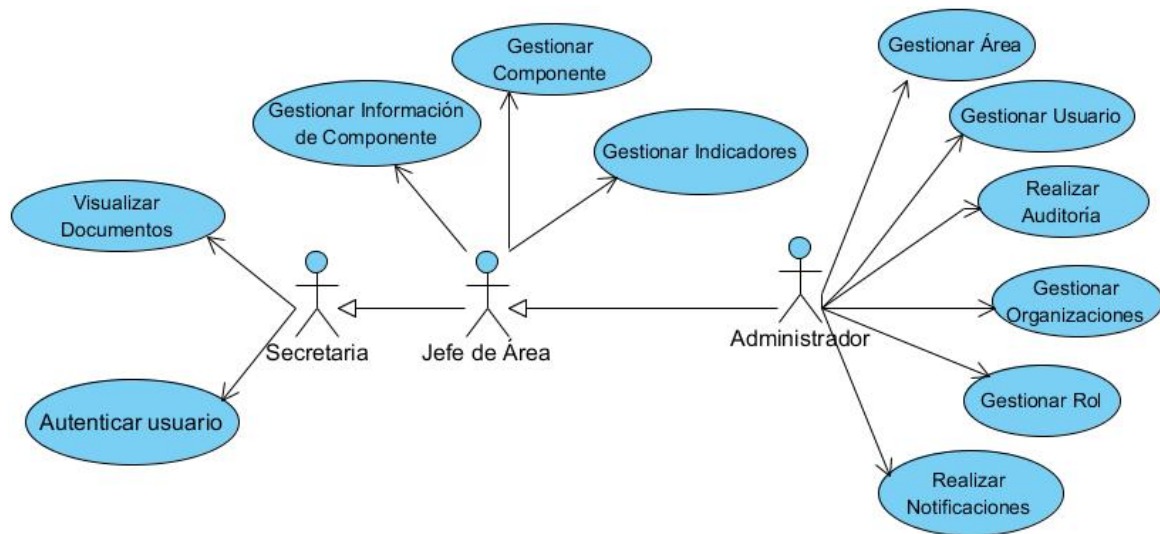 Gestionar
Componente
Gestionar Área
Gestionar Información
de Componente
Gestionar Usuario
Gestionar Indicadores
Realizar
Auditoría
Visualizar
Documentos
Gestionar
Organizaciones
Secretaria
Jefe de Área
Administrador
Gestionar Rol
Autenticar usuario
Realizar
Notificaciones